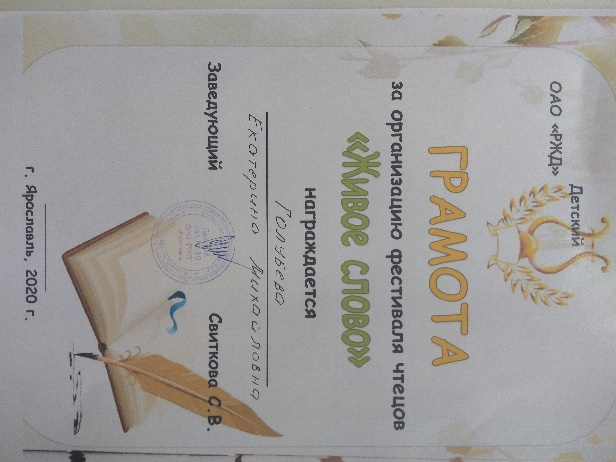 Детский
ОАО «РЖД»
ГРАМОТА
за организацию фестиваля чтецов
«Живое слово»
награждается
Голубева
Екатерина Михайловна
Заведующий Свиткова С.В.
г. Ярославль, 2020 г.